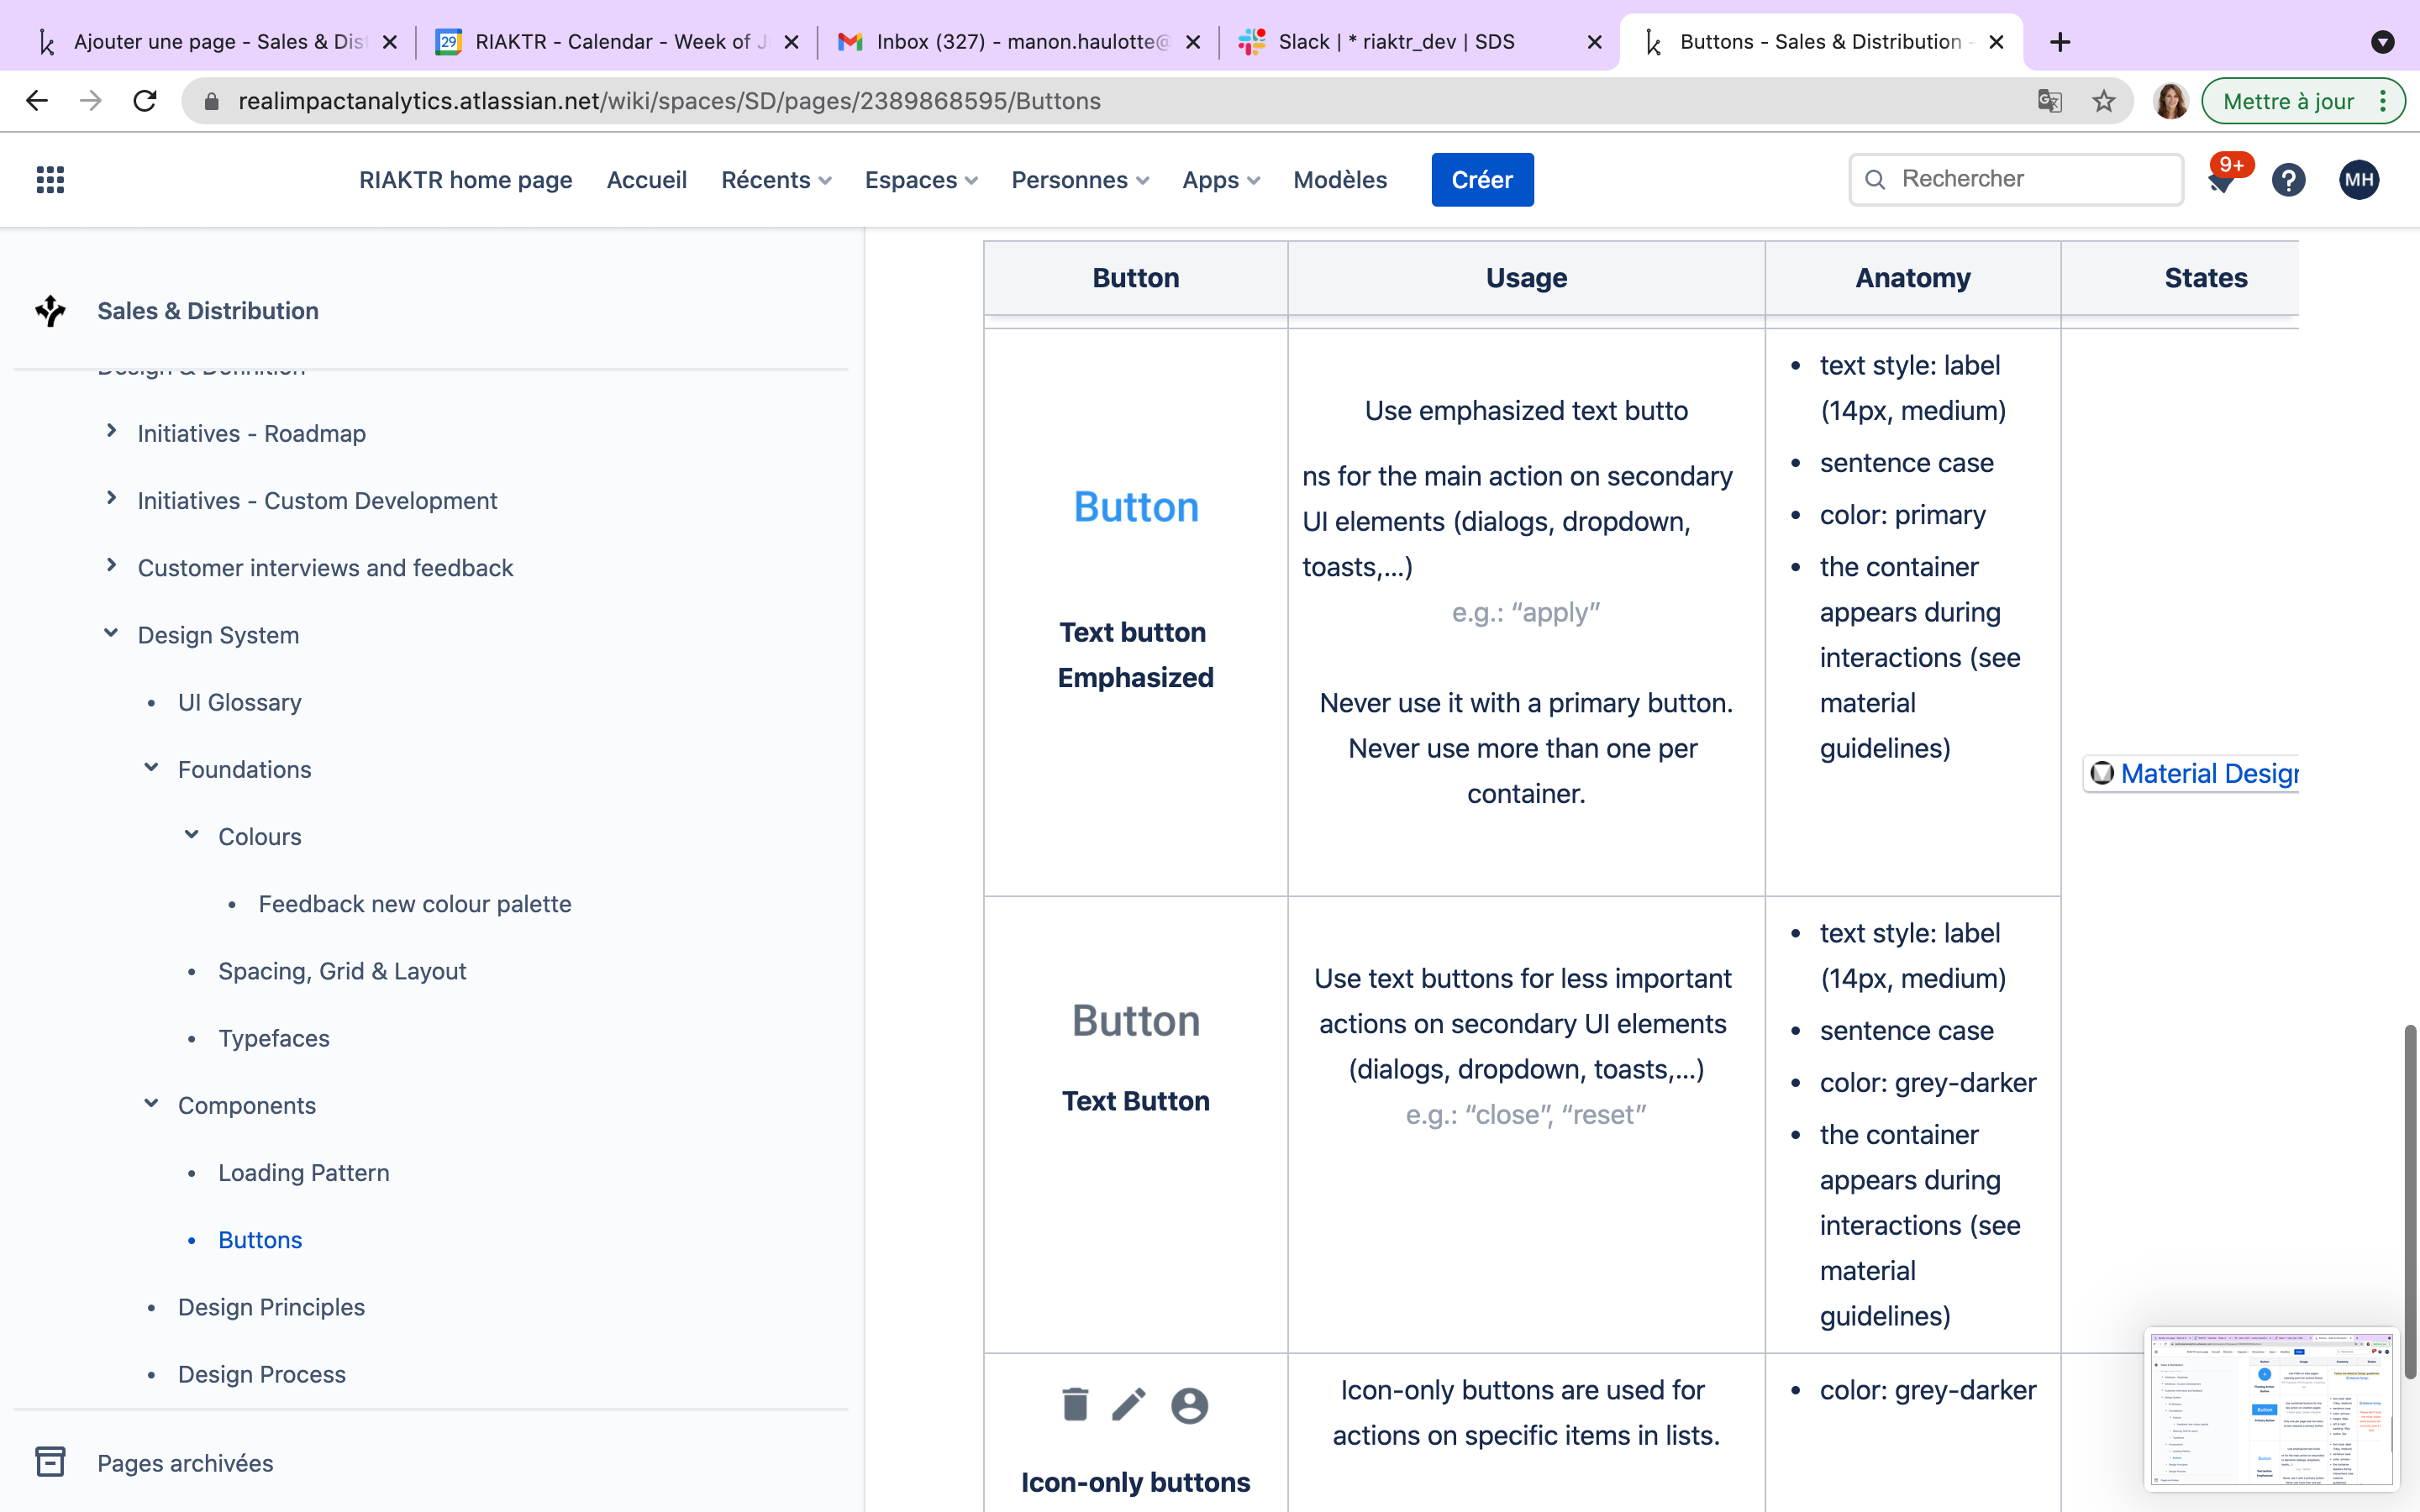 Ajouter une page - Sales & Dis
RIAKTR - Calendar - Week of J
Inbox (327) - manon.haulotte@
Slack | * riaktr_dev | SDS
Buttons - Sales & Distribution -
realimpactanalytics.atlassian.net/wiki/spaces/SD/pages/2389868595/Buttons
Mettre à jour
RIAKTR home page
Accueil
Récents
Espaces
Personnes
Apps
Modèles
Créer
Rechercher
9+
MH
Sales & Distribution
Design & Definition
Initiatives - Roadmap
Initiatives - Custom Development
Customer interviews and feedback
Design System
UI Glossary
Foundations
Colours
Feedback new colour palette
Spacing, Grid & Layout
Typefaces
Components
Loading Pattern
Buttons
Design Principles
Design Process
Pages archivées
Button
Usage
Anatomy
States
Button
Text button
Emphasized
Use emphasized text butto
ns for the main action on secondary
UI elements (dialogs, dropdown,
toasts,...)
e.g.: “apply”
Never use it with a primary button.
Never use more than one per
container.
• text style: label
(14px, medium)
• sentence case
• color: primary
• the container
appears during
interactions (see
material
guidelines)
Material Design
Button
Text Button
Use text buttons for less important
actions on secondary UI elements
(dialogs, dropdown, toasts,...)
e.g.: “close”, “reset”
• text style: label
(14px, medium)
• sentence case
• color: grey-darker
• the container
appears during
interactions (see
material
guidelines)
Icon-only buttons
Icon-only buttons are used for
actions on specific items in lists.
• color: grey-darker